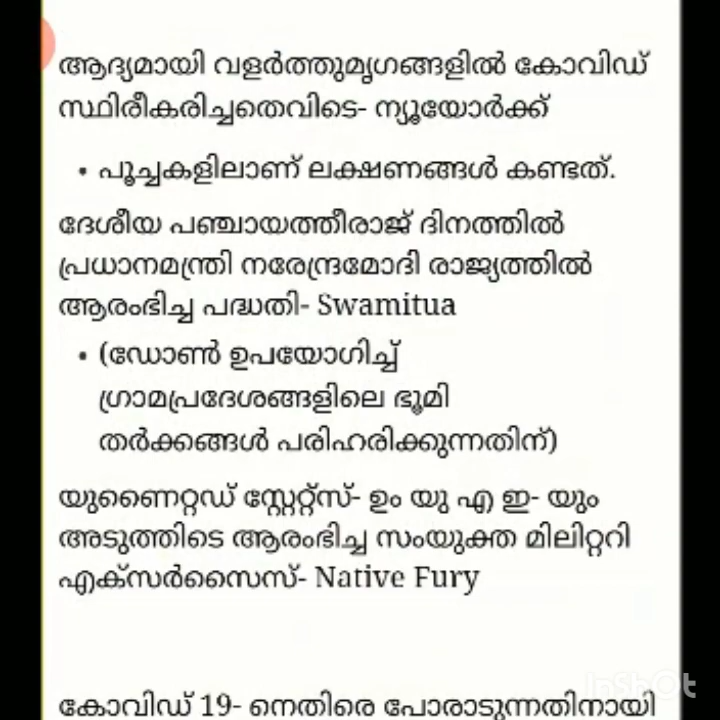 ആദ്യമായി വളർത്തുമൃഗങ്ങളിൽ കോവിഡ്
സ്ഥിരീകരിച്ചതെവിടെ- ന്യൂയോർക്ക്
• പൂച്ചകളിലാണ് ലക്ഷണങ്ങൾ കണ്ടത്.
ദേശീയ പഞ്ചായത്തീരാജ് ദിനത്തിൽ
പ്രധാനമന്ത്രി നരേന്ദ്രമോദി രാജ്യത്തിൽ
ആരംഭിച്ച പദ്ധതി- Swamitua
• (ഡോൺ ഉപയോഗിച്ച്
ഗ്രാമപ്രദേശങ്ങളിലെ ഭൂമി
തർക്കങ്ങൾ പരിഹരിക്കുന്നതിന്)
യുണൈറ്റഡ് സ്റ്റേറ്റ്സ്- ഉം യു എ ഇ- യും
അടുത്തിടെ ആരംഭിച്ച സംയുക്ത മിലിറ്ററി
എക്സർസൈസ്- Native Fury
കോവിഡ് 19- നെതിരെ പോരാടുന്നതിനായി
InShOt